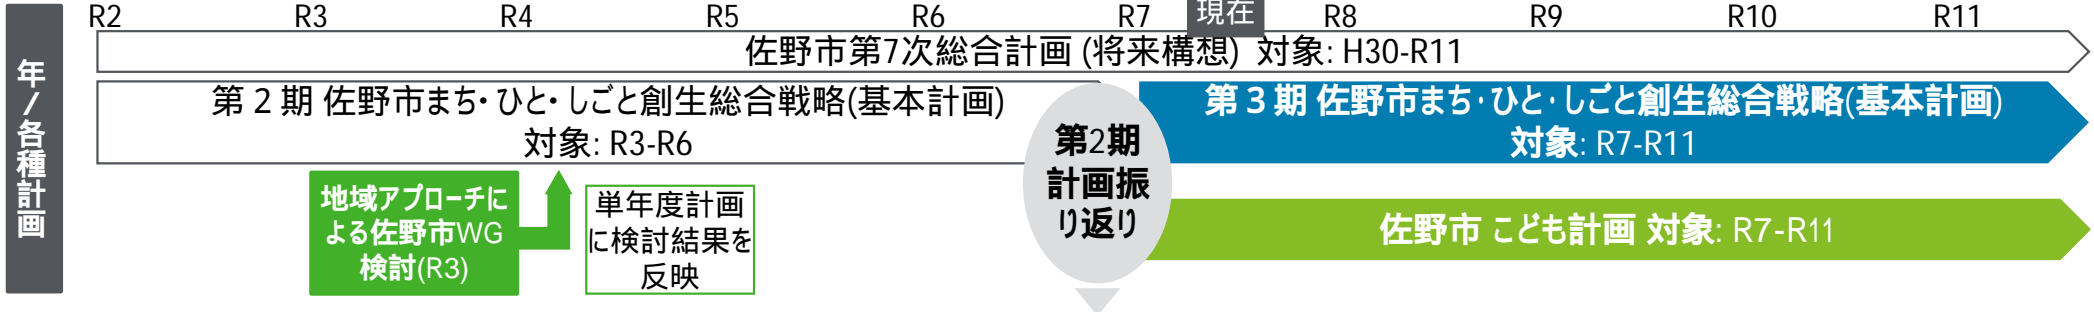 R2 R3 R4 R5 R6 R7 現在 R8 R9 R10 R11
年/各種計画
佐野市第7次総合計画 (将来構想) 対象: H30-R11
第2期 佐野市まち・ひと・しごと創生総合戦略(基本計画)
対象: R3-R6
第2期
計画振
り返り
第3期 佐野市まち・ひと・しごと創生総合戦略(基本計画)
対象: R7-R11
地域アプローチに
よる佐野市WG
検討(R3)
単年度計画
に検討結果を
反映
佐野市 こども計画 対象: R7-R11